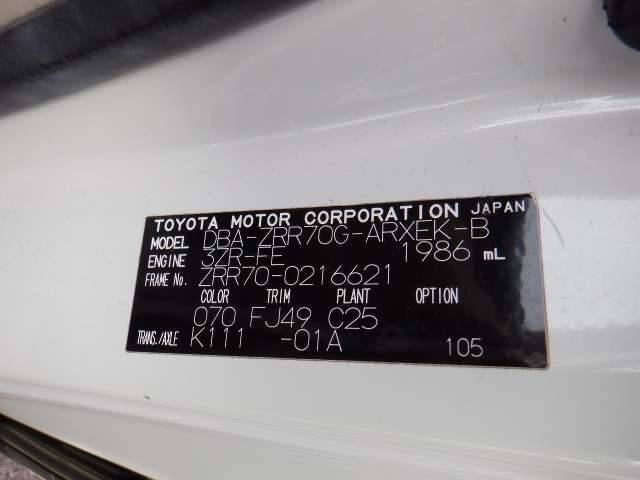 TOYOTA MOTOR CORPORATION JAPAN
MODEL DBA-ZRR70G-ARXEK-B
ENGINE 3ZR-FE 1986 mL
FRAME No. ZRR70-0216621
COLOR TRIM PLANT OPTION
070 FJ49 C25
TRANS./AXLE K111 -01A 105